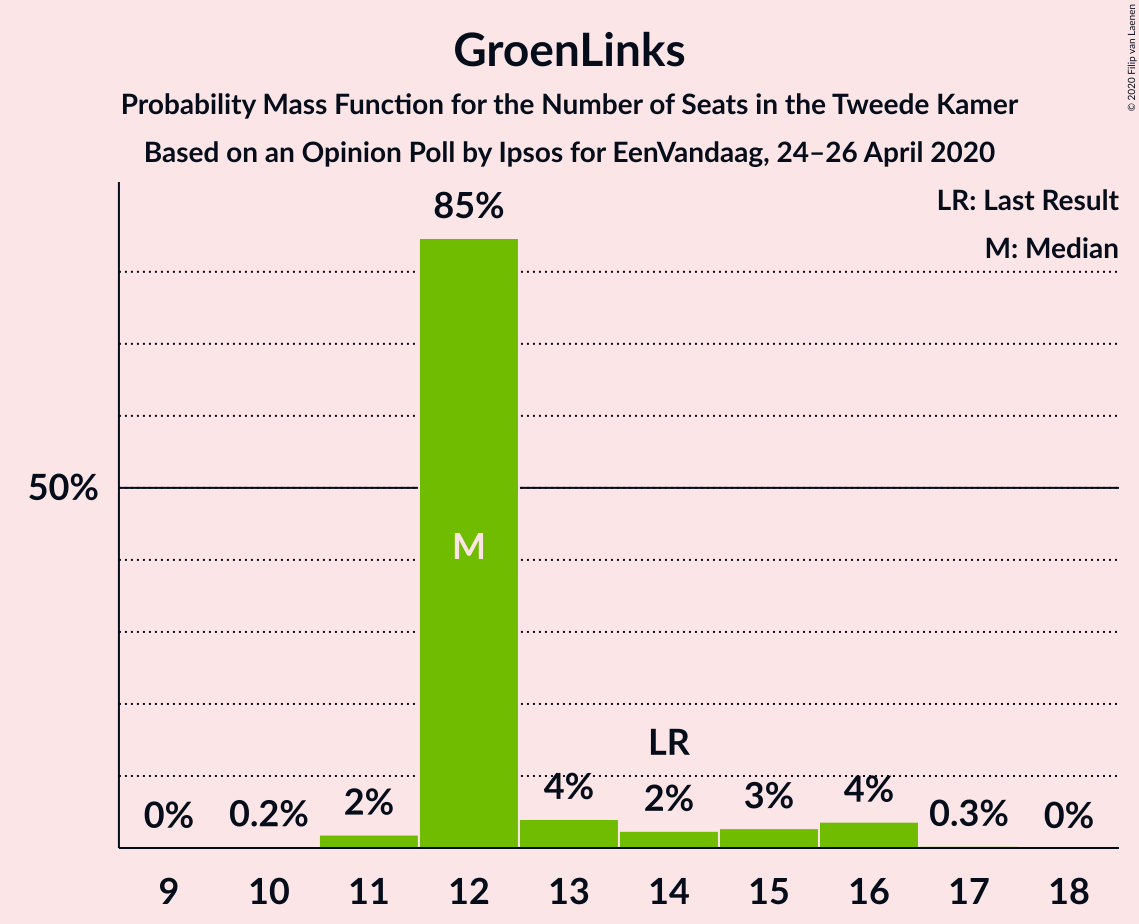 GroenLinks
Probability Mass Function for the Number of Seats in the Tweede Kamer
Based on an Opinion Poll by Ipsos for EenVandaag, 24–26 April 2020
© 2020 Filip van Laenen
LR: Last Result
M: Median
85%
50%
M
LR
0%
0.2%
2%
4%
2%
3%
4%
0.3%
0%
9 10 11 12 13 14 15 16 17 18